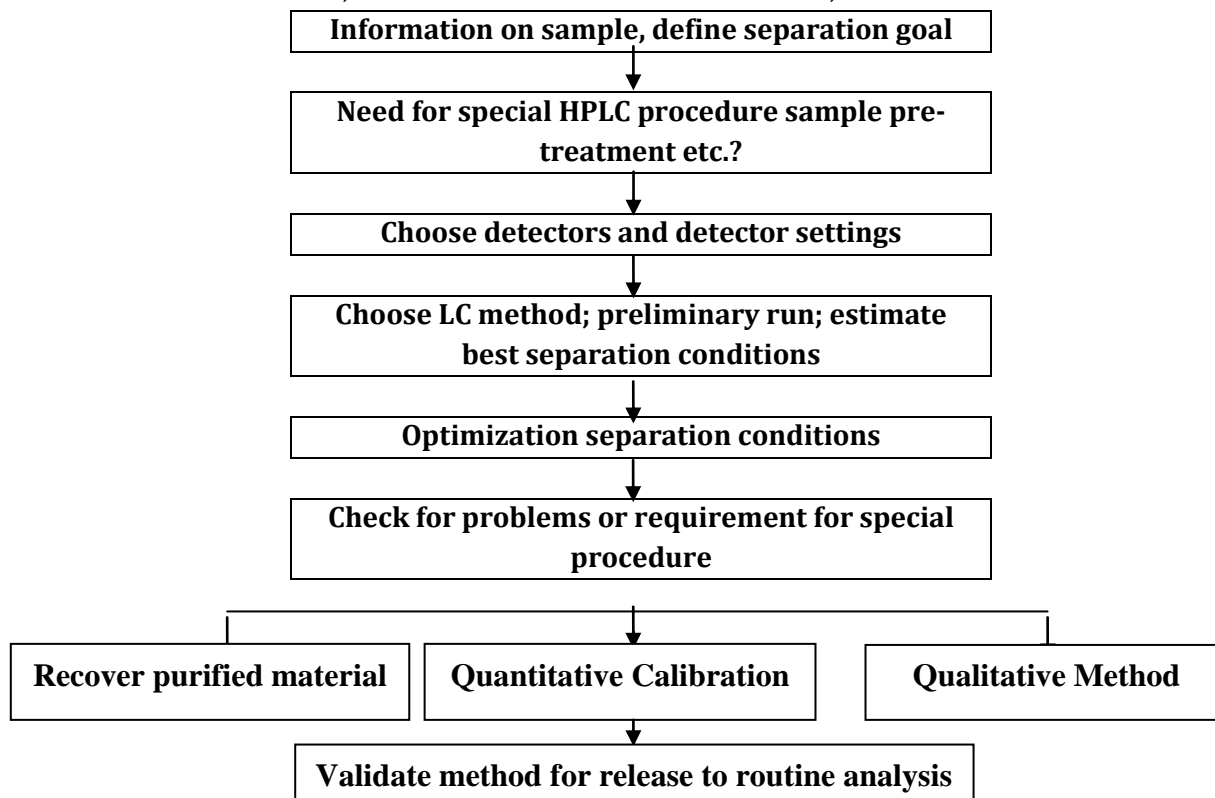 Information on sample, define separation goal
Need for special HPLC procedure sample pre-
treatment etc.?
Choose detectors and detector settings
Choose LC method; preliminary run; estimate
best separation conditions
Optimization separation conditions
Check for problems or requirement for special
procedure
Recover purified material
Quantitative Calibration
Qualitative Method
Validate method for release to routine analysis